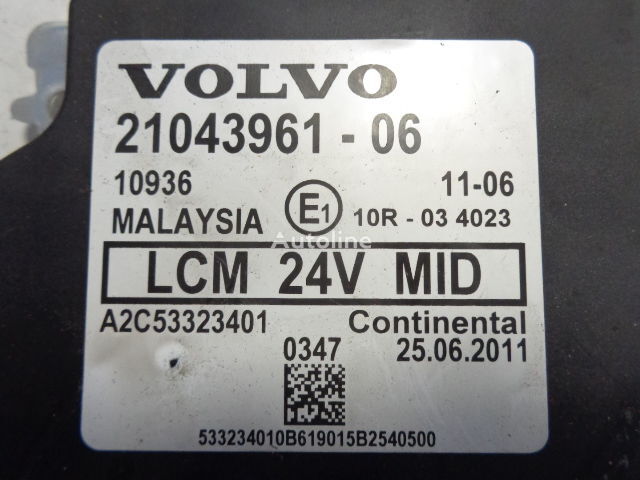 VOLVO
21043961 - 06
10936 11-06
MALAYSIA E1 10R - 03 4023
Autoline
LCM 24V MID
A2C53323401 Continental
0347 25.06.2011
533234010B619015B2540500